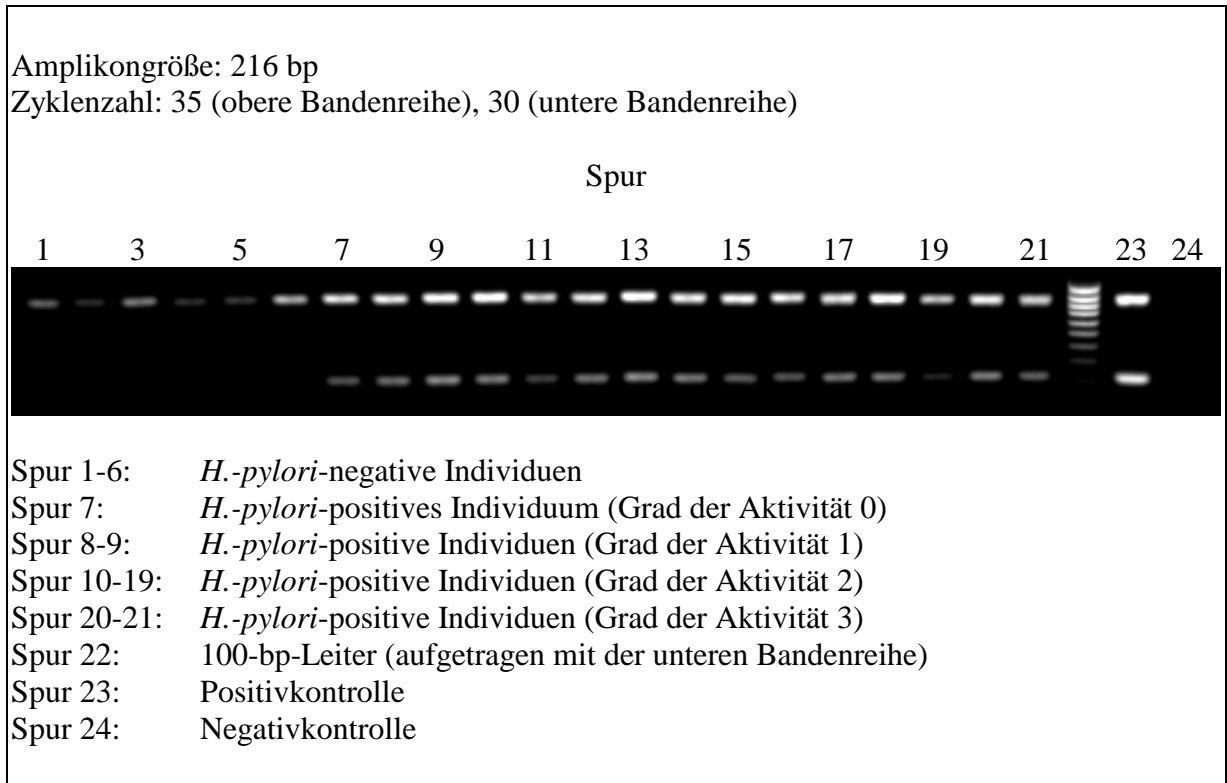 Amplikongröße: 216 bp
Zyklenzahl: 35 (obere Bandenreihe), 30 (untere Bandenreihe)
Spur
1 3 5 7 9 11 13 15 17 19 21 23 24
Spur 1-6: H.-pylori-negative Individuen
Spur 7: H.-pylori-positives Individuum (Grad der Aktivität 0)
Spur 8-9: H.-pylori-positive Individuen (Grad der Aktivität 1)
Spur 10-19: H.-pylori-positive Individuen (Grad der Aktivität 2)
Spur 20-21: H.-pylori-positive Individuen (Grad der Aktivität 3)
Spur 22: 100-bp-Leiter (aufgetragen mit der unteren Bandenreihe)
Spur 23: Positivkontrolle
Spur 24: Negativkontrolle